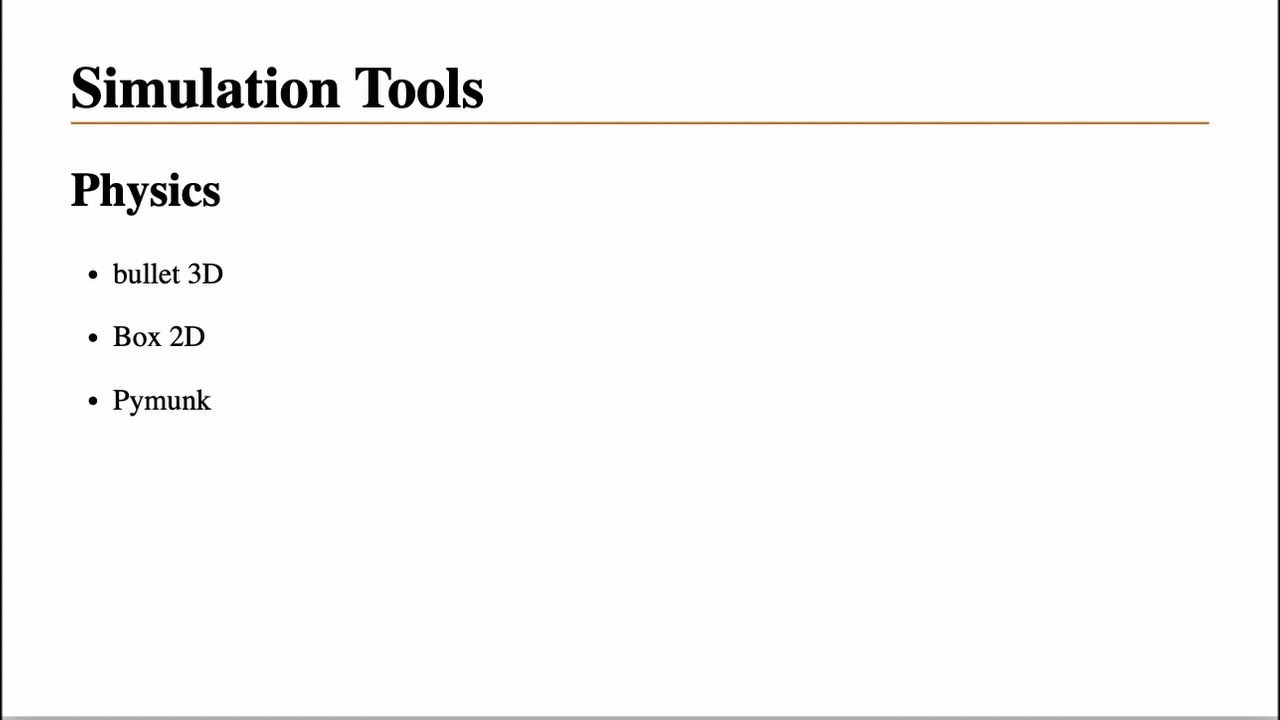 Simulation Tools
Physics
• bullet 3D
• Box 2D
• Pymunk